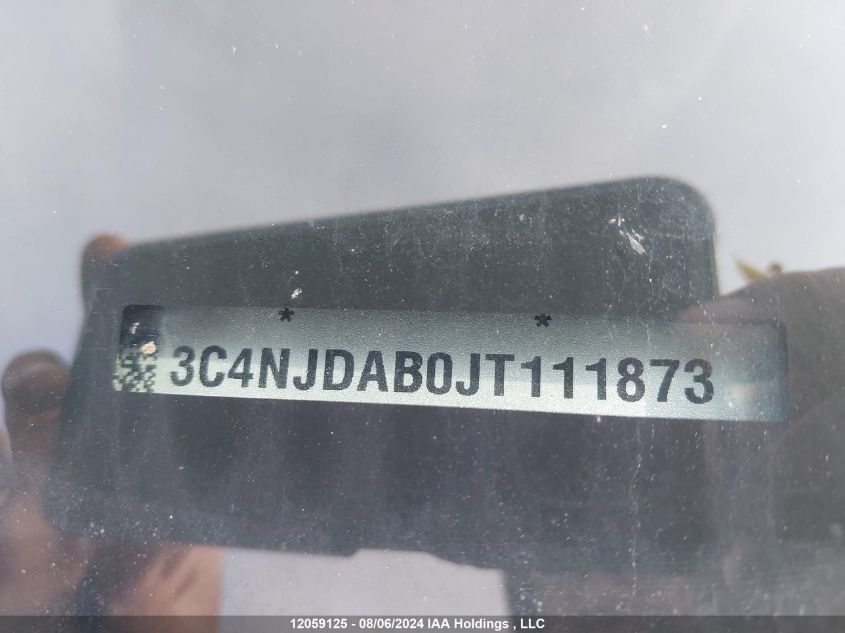 * *
3C4NJDAB0JT111873
12059125 - 08/06/2024 IAA Holdings , LLC